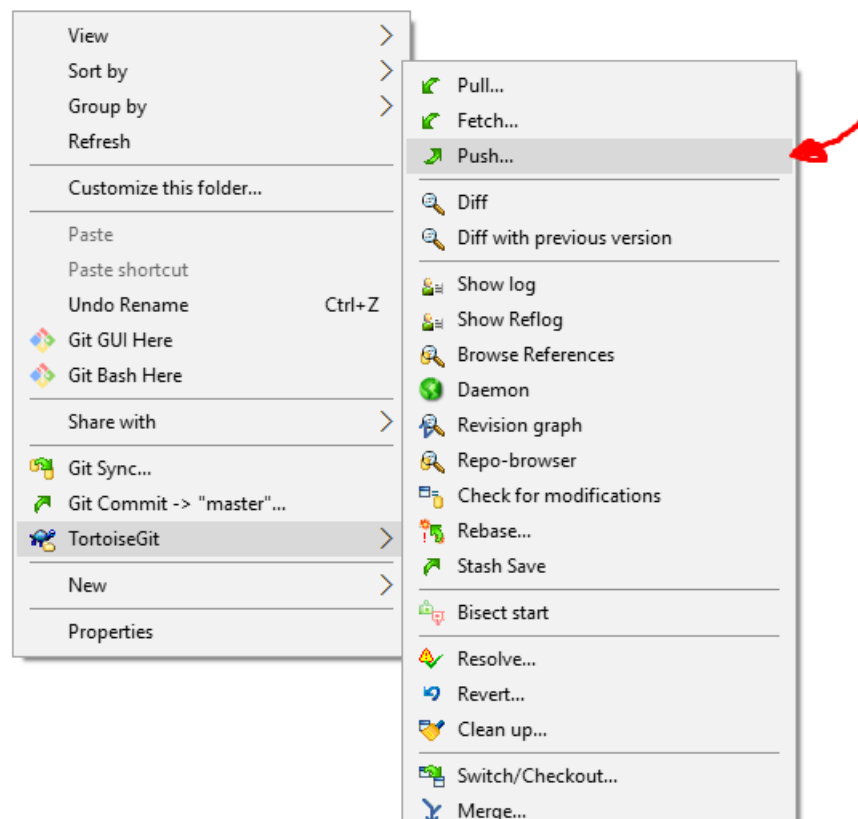 View
Sort by
Group by
Refresh
Customize this folder...
Paste
Paste shortcut
Undo Rename Ctrl+Z
Git GUI Here
Git Bash Here
Share with
Git Sync...
Git Commit -> "master"...
TortoiseGit
New
Properties
Pull...
Fetch...
Push...
Diff
Diff with previous version
Show log
Show Reflog
Browse References
Daemon
Revision graph
Repo-browser
Check for modifications
Rebase...
Stash Save
Bisect start
Resolve...
Revert...
Clean up...
Switch/Checkout...
Merge...